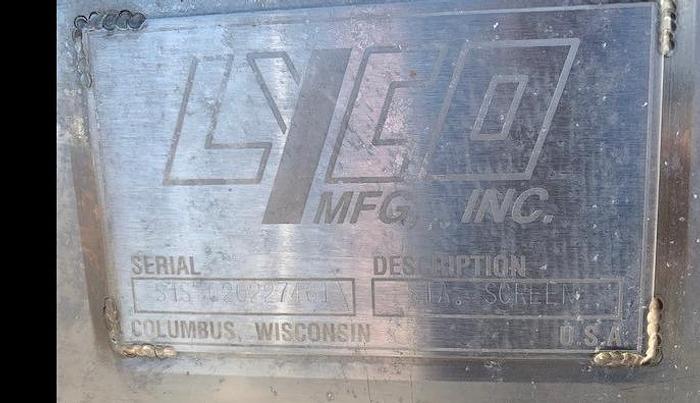 LYCO
MFG, INC.
SERIAL DESCRIPTION
SCREEN
COLUMBUS, WISCONSIN U.S.A.